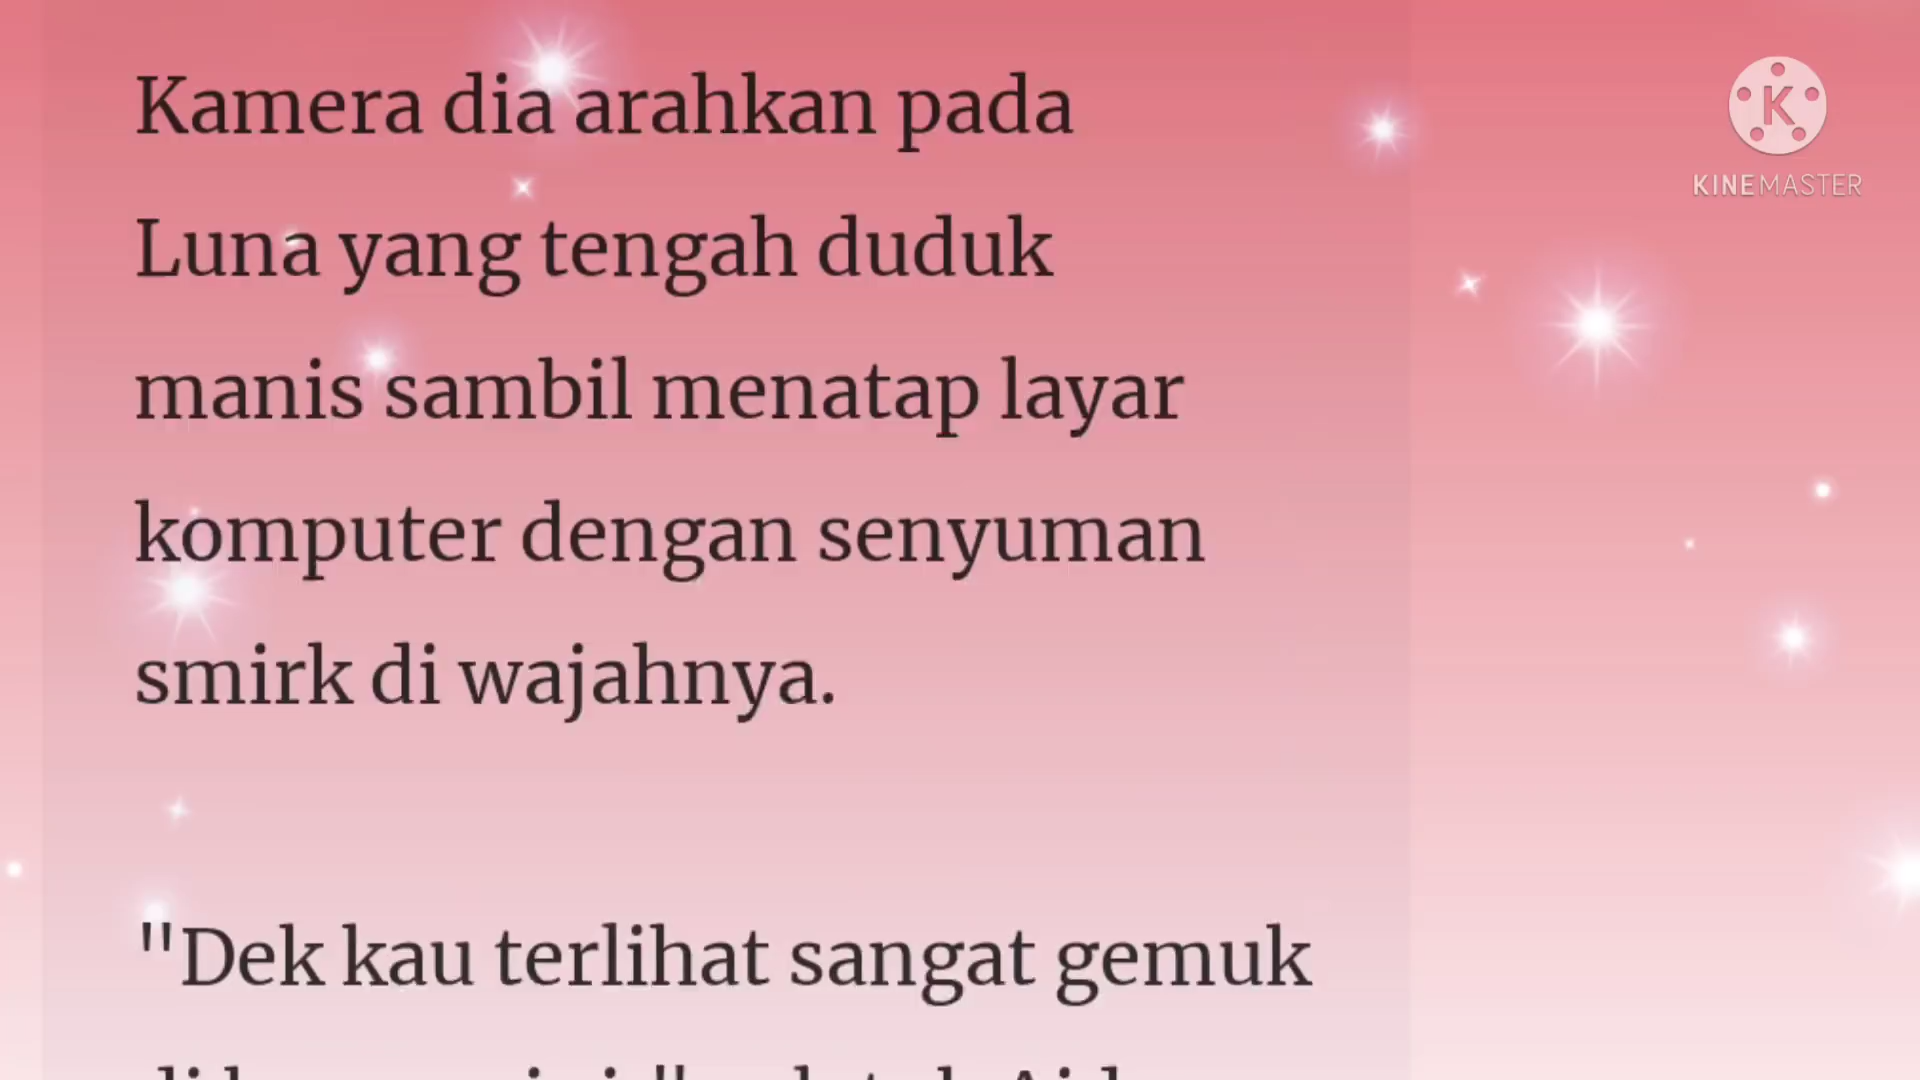 Kamera dia arahkan pada
Luna yang tengah duduk
manis sambil menatap layar
komputer dengan senyuman
smirk di wajahnya.
"Dek kau terlihat sangat gemuk
KINEMASTER